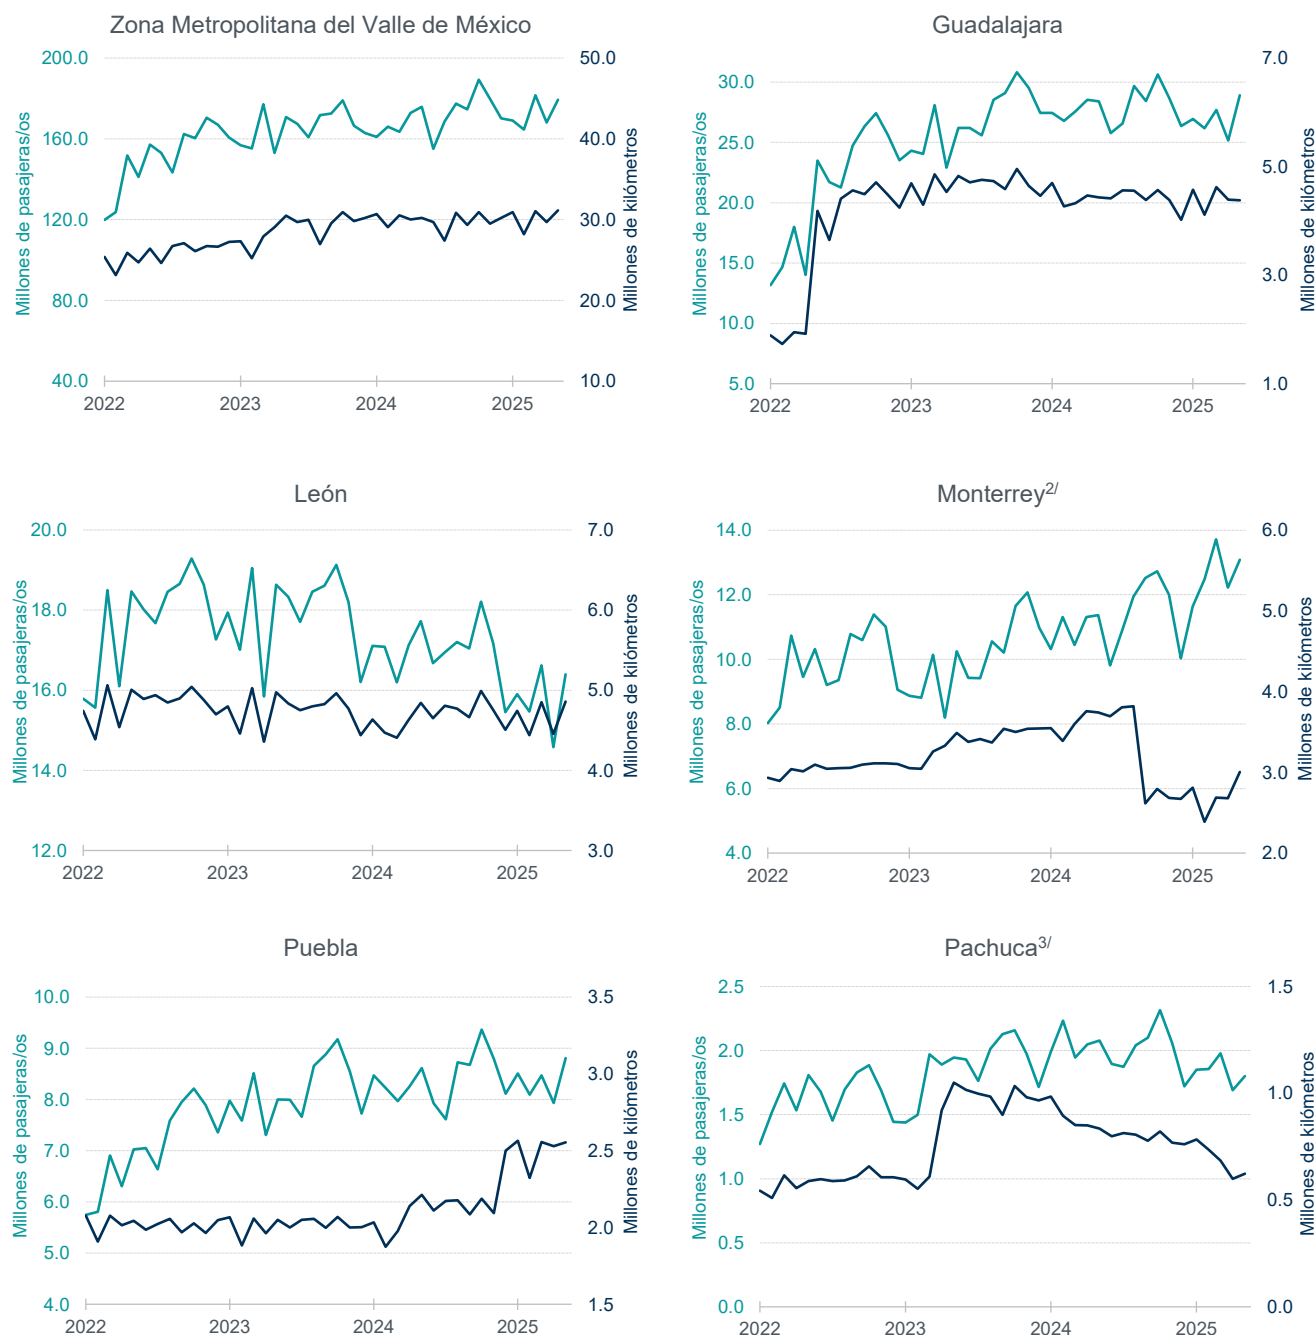 Zona Metropolitana del Valle de México
Millones de pasajeras/os
200.0
160.0
120.0
80.0
40.0
50.0
40.0
30.0
20.0
10.0
Millones de kilómetros
2022 2023 2024 2025
Guadalajara
Millones de pasajeras/os
30.0
25.0
20.0
15.0
10.0
5.0
7.0
5.0
3.0
1.0
Millones de kilómetros
2022 2023 2024 2025
León
Millones de pasajeras/os
20.0
18.0
16.0
14.0
12.0
7.0
6.0
5.0
4.0
3.0
Millones de kilómetros
2022 2023 2024 2025
Monterrey2/
Millones de pasajeras/os
14.0
12.0
10.0
8.0
6.0
4.0
6.0
5.0
4.0
3.0
2.0
Millones de kilómetros
2022 2023 2024 2025
Puebla
Millones de pasajeras/os
10.0
9.0
8.0
7.0
6.0
5.0
4.0
3.5
3.0
2.5
2.0
1.5
Millones de kilómetros
2022 2023 2024 2025
Pachuca3/
Millones de pasajeras/os
2.5
2.0
1.5
1.0
0.5
0.0
1.5
1.0
0.5
0.0
Millones de kilómetros
2022 2023 2024 2025